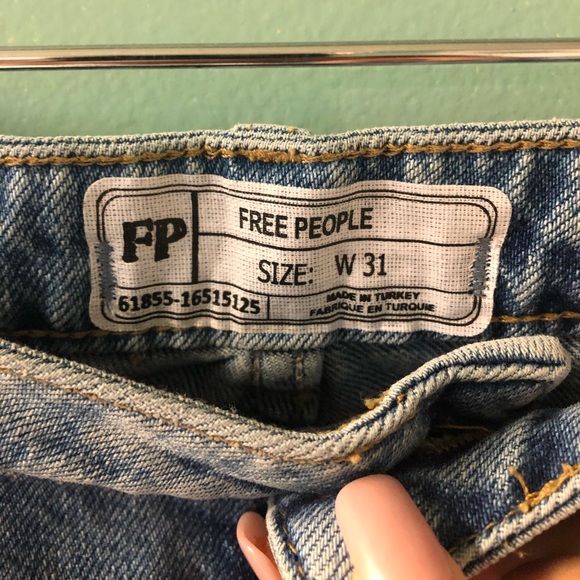 FP
FREE PEOPLE
SIZE: W 31
61855-16515125
MADE IN TURKEY
FABRIQUE EN TURQUIE